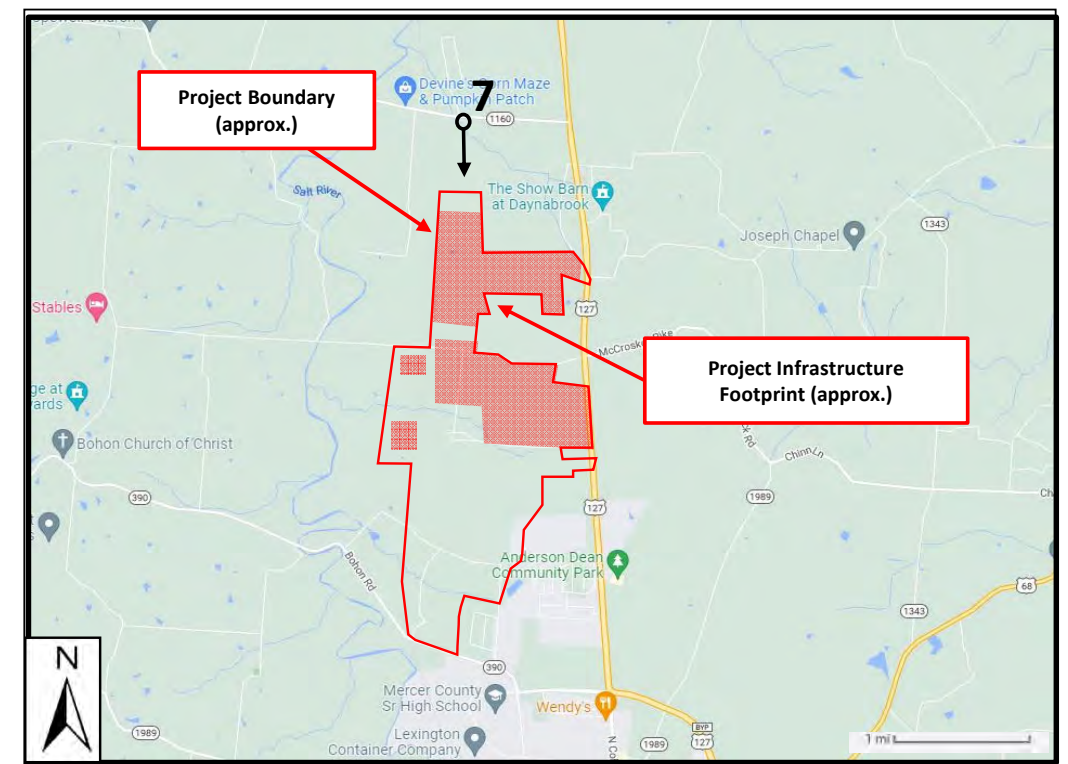 Devine's Corn Maze
& Pumpkin Patch
7
1160
Project Boundary
(approx.)
Salt River
The Show Barn
at Daynabrook
1343
Joseph Chapel
Stables
127
McCrosky Pike
Project Infrastructure
Footprint (approx.)
ge at
ards
Bohon Church of Christ
Rd
Chinn Ln
Ch
390
1989
127
Bohon Rd
Anderson Dean
Community Park
68
1343
N
390
Mercer County
Sr High School
Wendy's
1989
Lexington
Container Company
N Co
1989
BYP
127
1 mi